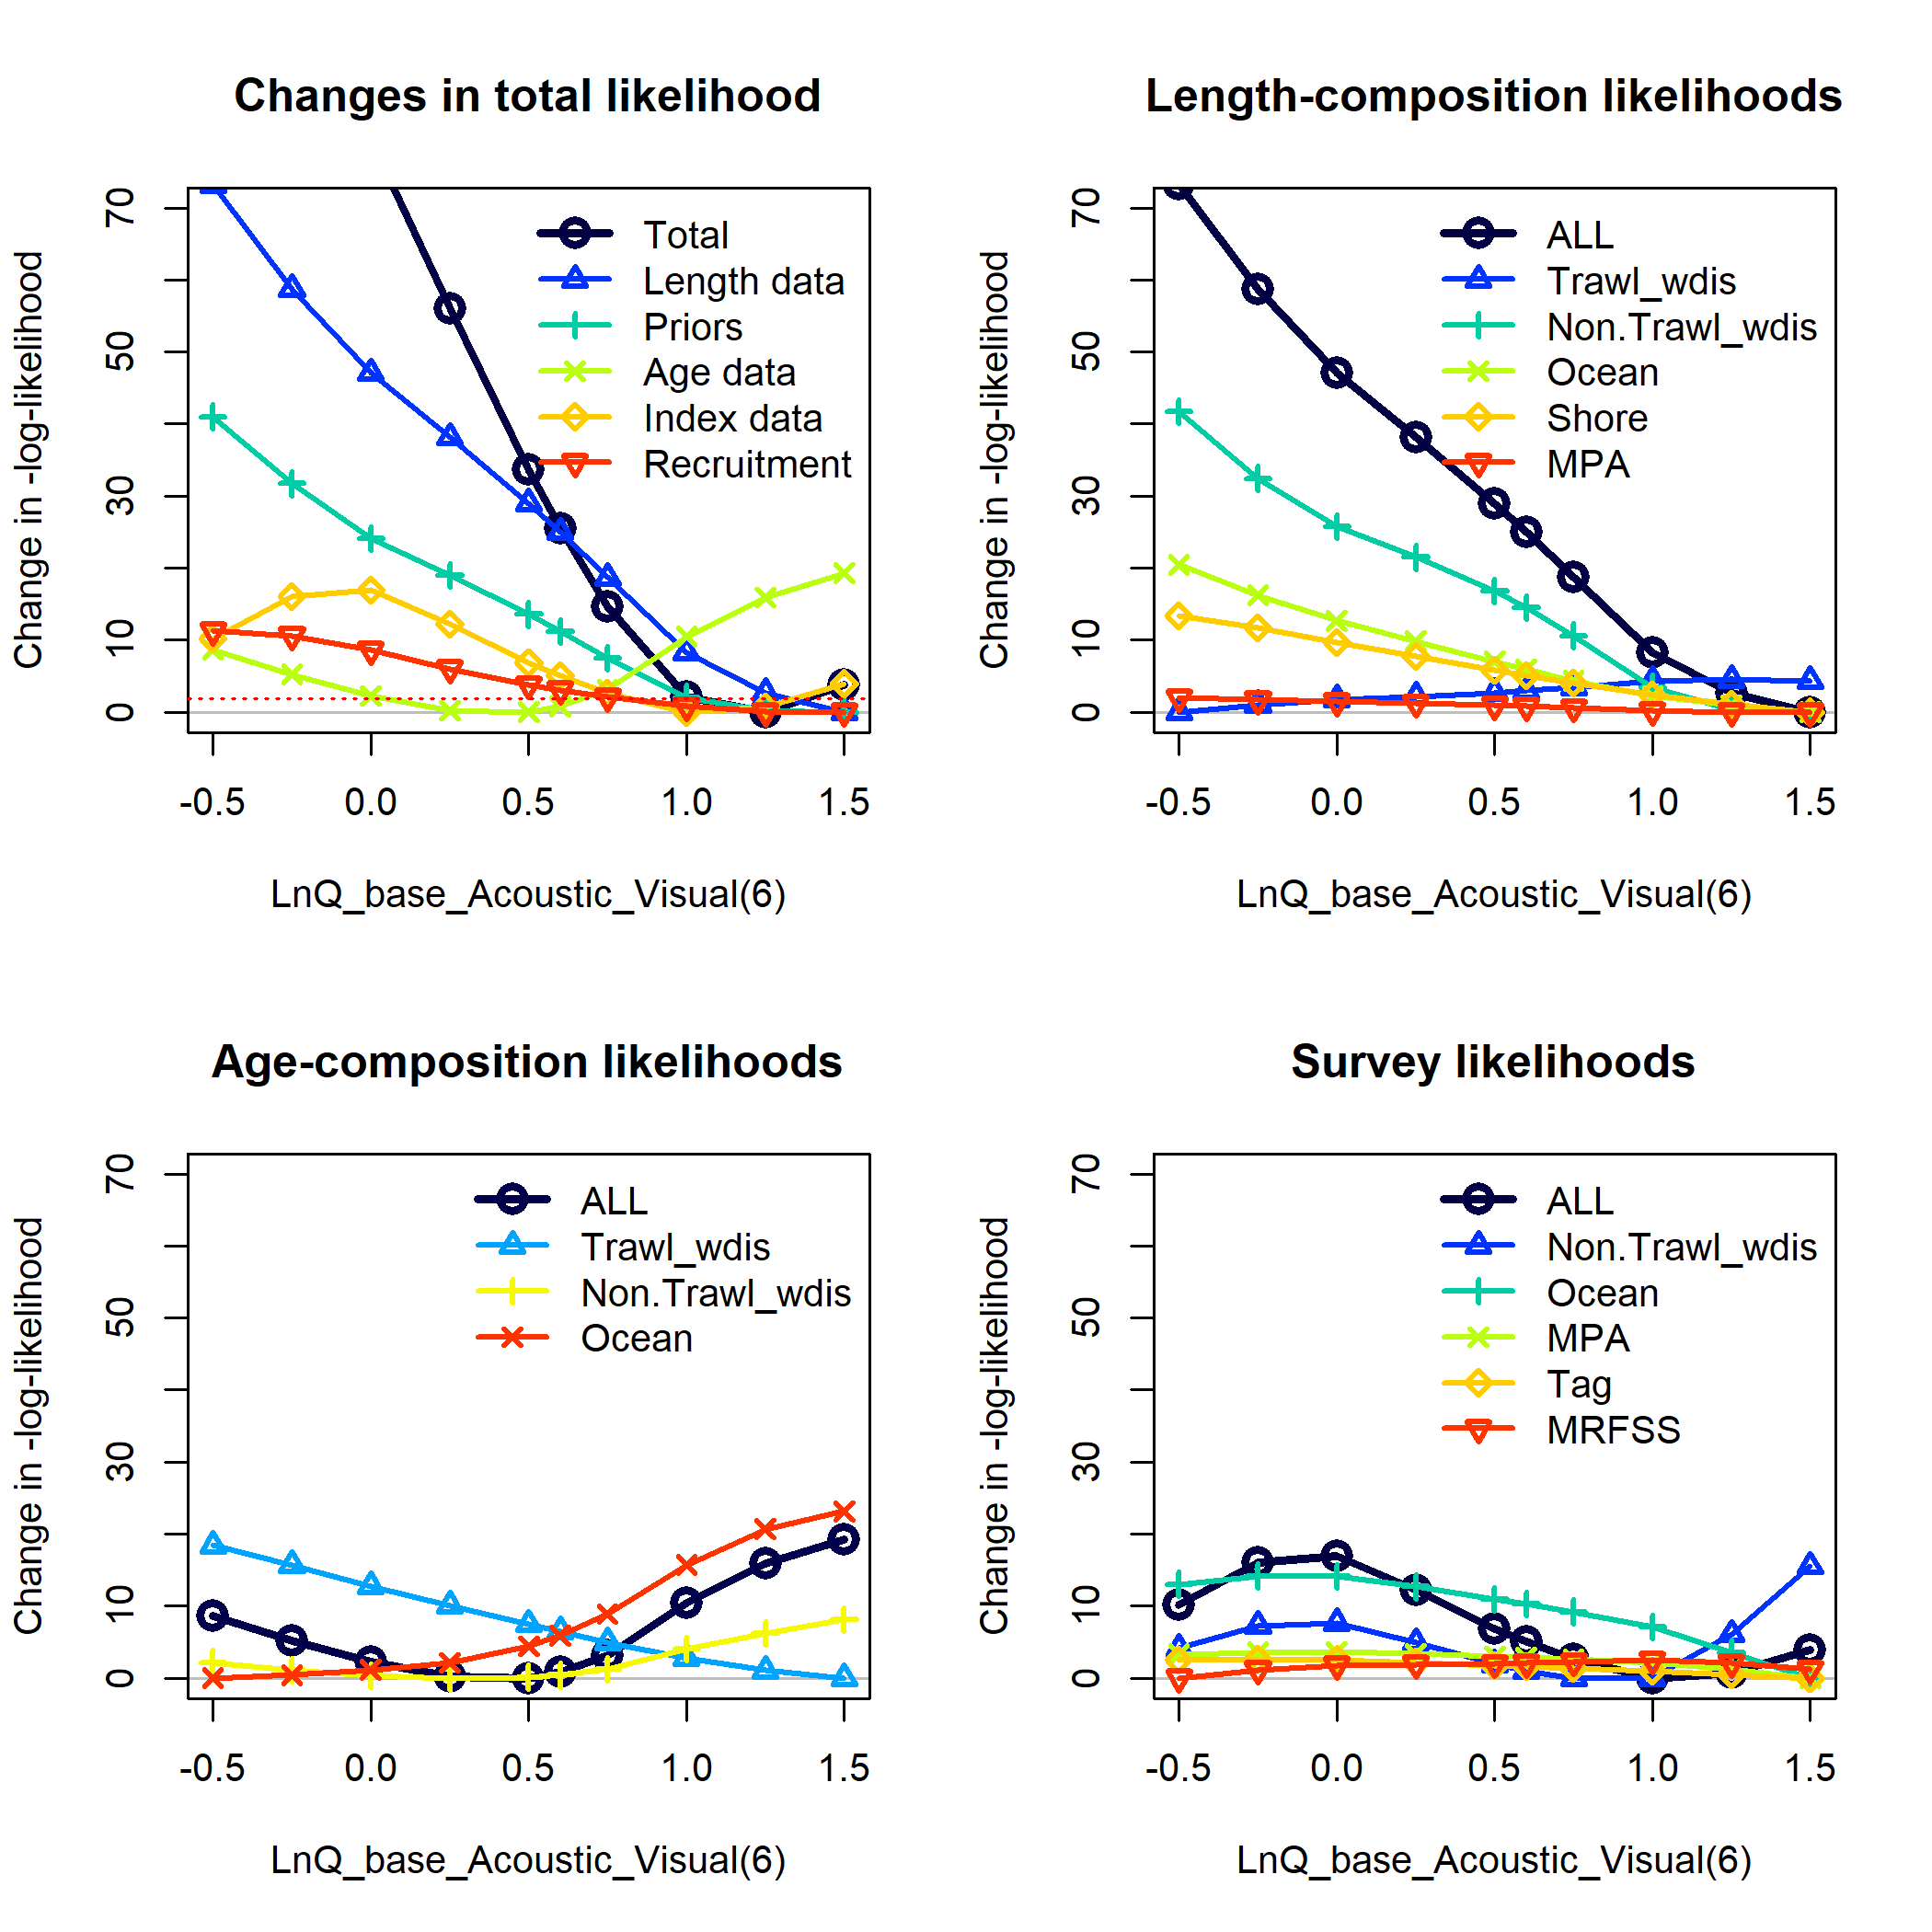 Changes in total likelihood
Change in -log-likelihood
70
50
30
10
0
Total
Length data
Priors
Age data
Index data
Recruitment
-0.5 0.0 0.5 1.0 1.5
LnQ_base_Acoustic_Visual(6)
Length-composition likelihoods
Change in -log-likelihood
70
50
30
10
0
ALL
Trawl_wdis
Non.Trawl_wdis
Ocean
Shore
MPA
-0.5 0.0 0.5 1.0 1.5
LnQ_base_Acoustic_Visual(6)
Age-composition likelihoods
Change in -log-likelihood
70
50
30
10
0
ALL
Trawl_wdis
Non.Trawl_wdis
Ocean
-0.5 0.0 0.5 1.0 1.5
LnQ_base_Acoustic_Visual(6)
Survey likelihoods
Change in -log-likelihood
70
50
30
10
0
ALL
Non.Trawl_wdis
Ocean
MPA
Tag
MRFSS
-0.5 0.0 0.5 1.0 1.5
LnQ_base_Acoustic_Visual(6)